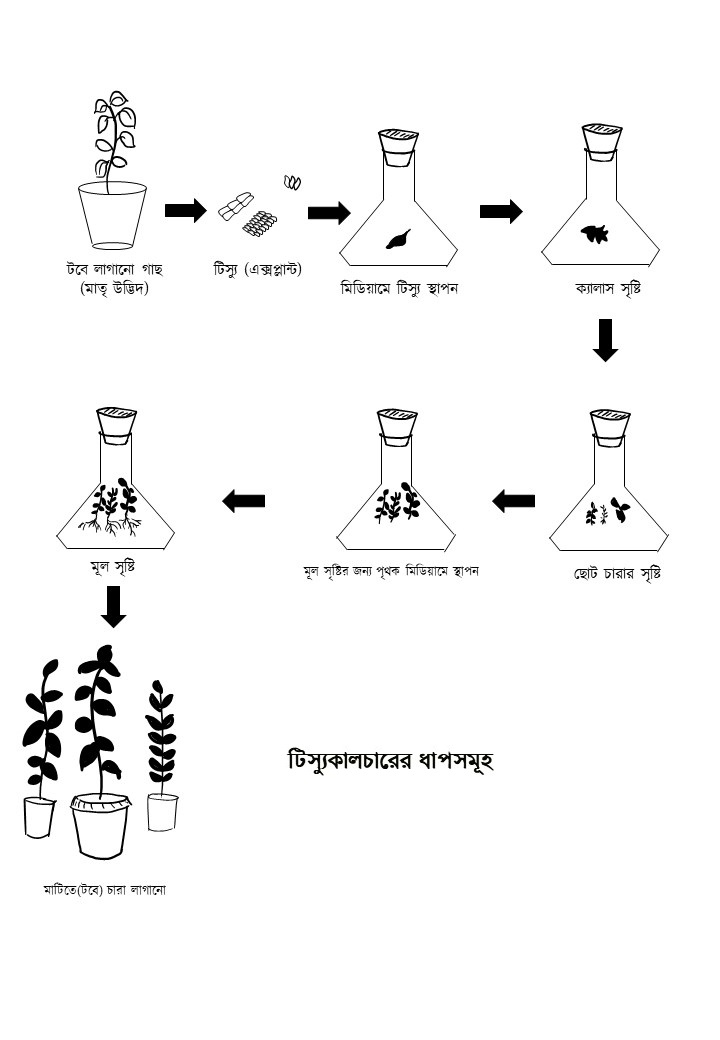 টবে লাগানো গাছ
(মাতৃ উদ্ভিদ)
টিস্যু (এক্সপ্লান্ট)
মিডিয়ামে টিস্যু স্থাপন
ক্যালাস সৃষ্টি
ছোট চারার সৃষ্টি
মূল সৃষ্টির জন্য পৃথক মিডিয়ামে স্থাপন
মূল সৃষ্টি
মাটিতে(টবে) চারা লাগানো
টিস্যুকালচারের ধাপসমূহ